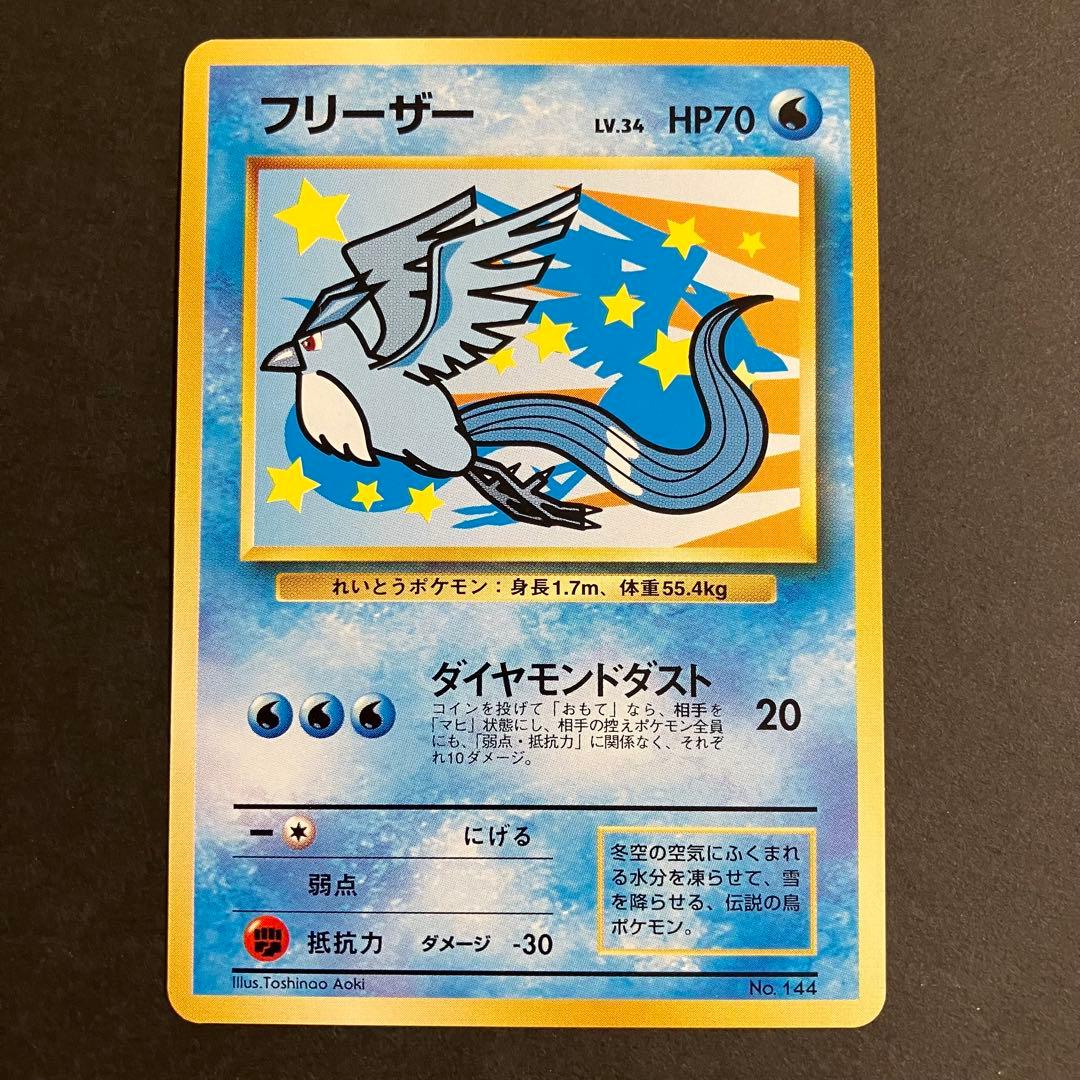 フリーザー LV.34 HP70
れいとうポケモン：身長1.7m、体重55.4kg
ダイヤモンドダスト 20
コインを投げて「おもて」なら、相手を
「マヒ」状態にし、相手の控えポケモン全員
にも、「弱点・抵抗力」に関係なく、それぞ
れ10ダメージ。
ー にげる
弱点
抵抗力 ダメージ -30
冬空の空気にふくまれ
る水分を凍らせて、雪
を降らせる、伝説の鳥
ポケモン。
Illus.Toshinao Aoki
No. 144